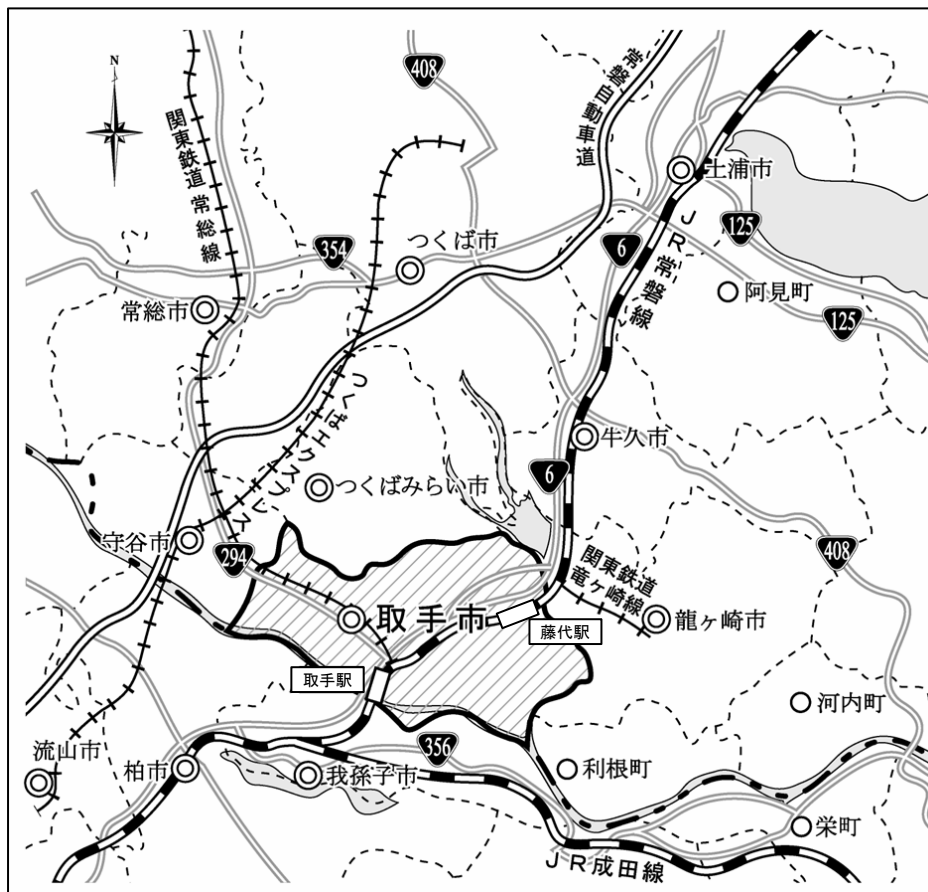 N
408
常磐自動車道
関東鉄道 常総線
土浦市
JR常磐線
125
6
354
つくば市
阿見町
常総市
125
つくばエクスプレス
牛久市
6
つくばみらい市
守谷市
294
関東鉄道
竜ヶ崎線
408
取手市
藤代駅
龍ヶ崎市
取手駅
河内町
流山市
356
柏市
我孫子市
利根町
栄町
JR成田線